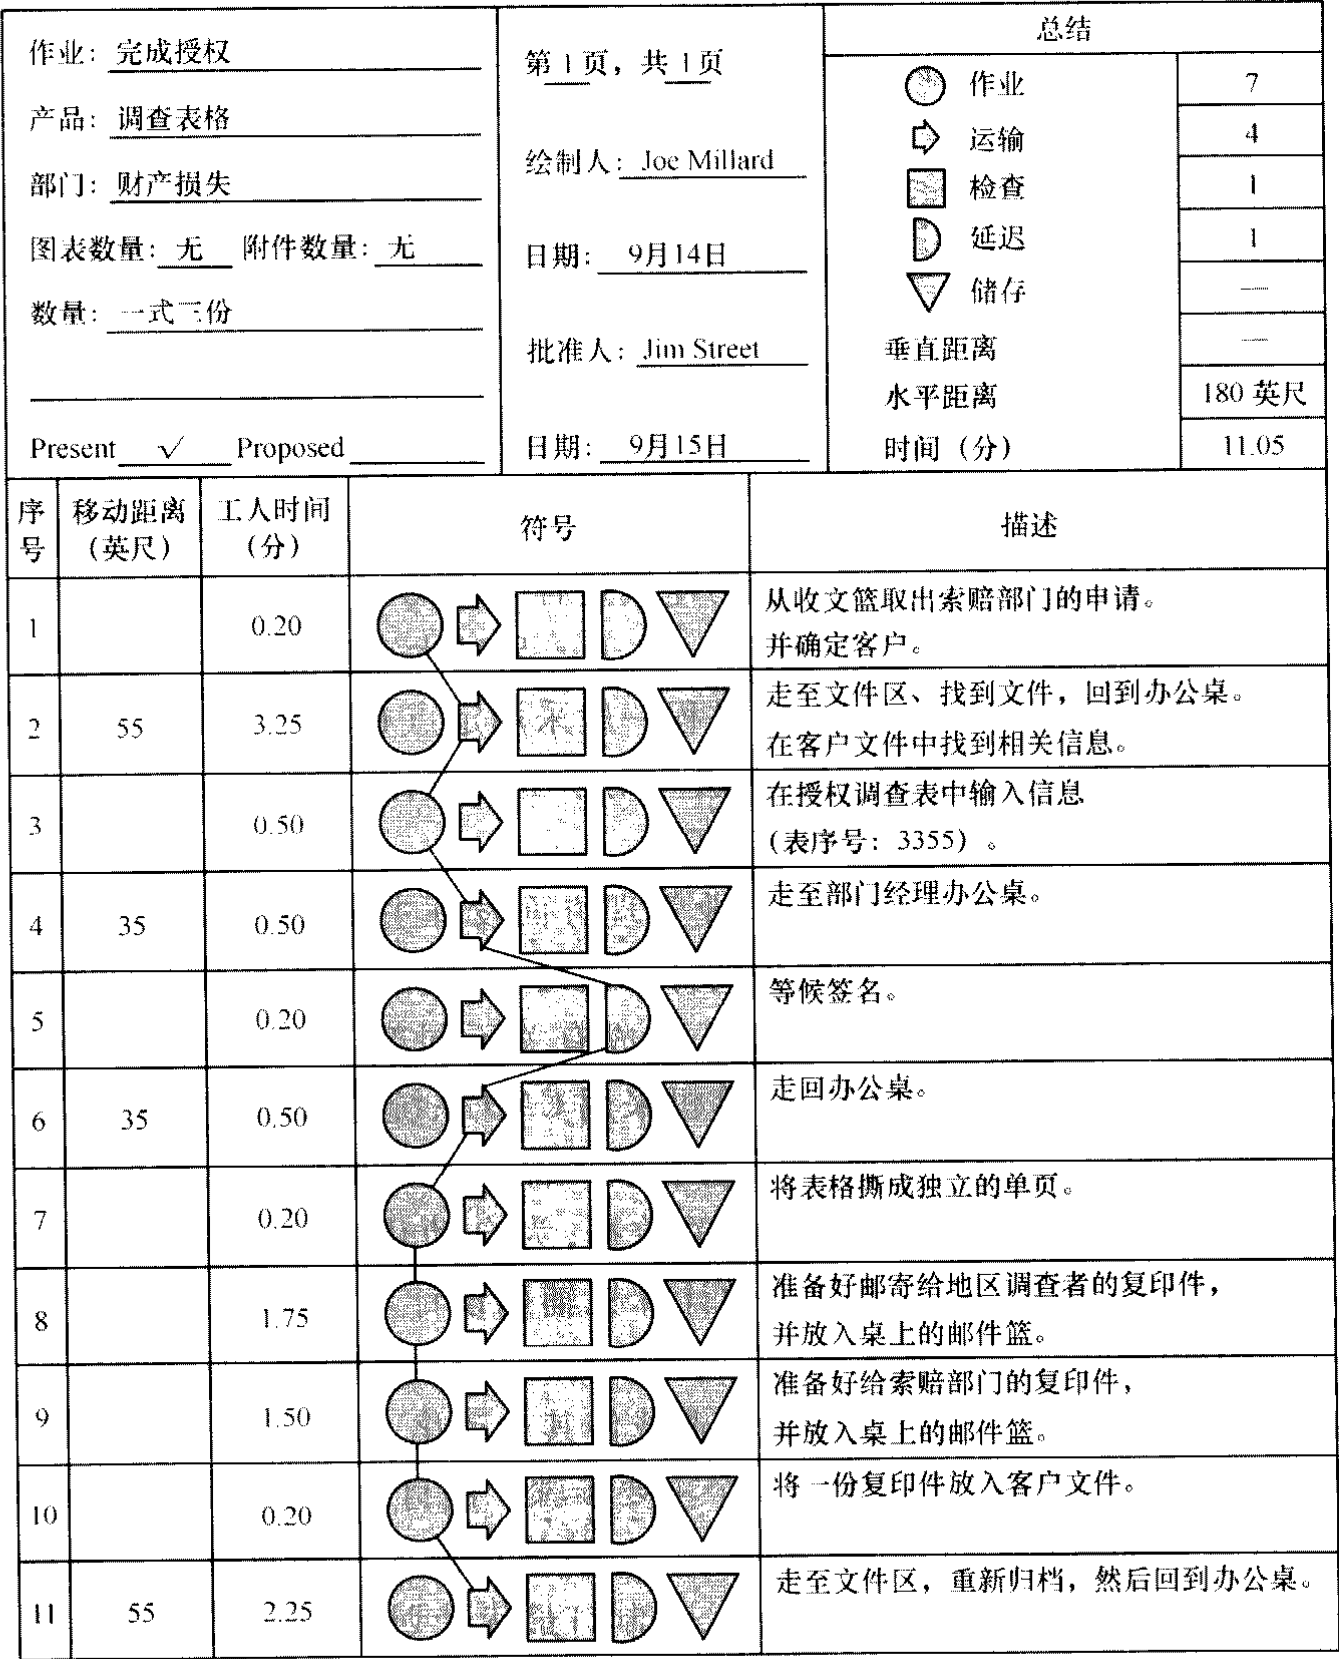 作业：完成授权
产品：调查表格
部门：财产损失
图表数量：无 附件数量：无
数量：一式三份
Present √ Proposed
第 1 页，共 1 页
绘制人：Joe Millard
日期：9月14日
批准人：Jim Street
日期：9月15日
总结
作业 7
运输 4
检查 1
延迟 1
储存 —
垂直距离 —
水平距离 180 英尺
时间（分） 11.05
序号 移动距离（英尺） 工人时间（分） 符号 描述
1 0.20 从收文篮取出索赔部门的申请。
并确定客户。
2 55 3.25 走至文件区、找到文件，回到办公桌。
在客户文件中找到相关信息。
3 0.50 在授权调查表中输入信息
（表序号：3355）。
4 35 0.50 走至部门经理办公桌。
5 0.20 等候签名。
6 35 0.50 走回办公桌。
7 0.20 将表格撕成独立的单页。
8 1.75 准备好邮寄给地区调查者的复印件，
并放入桌上的邮件篮。
9 1.50 准备好给索赔部门的复印件，
并放入桌上的邮件篮。
10 0.20 将一份复印件放入客户文件。
11 55 2.25 走至文件区，重新归档，然后回到办公桌。